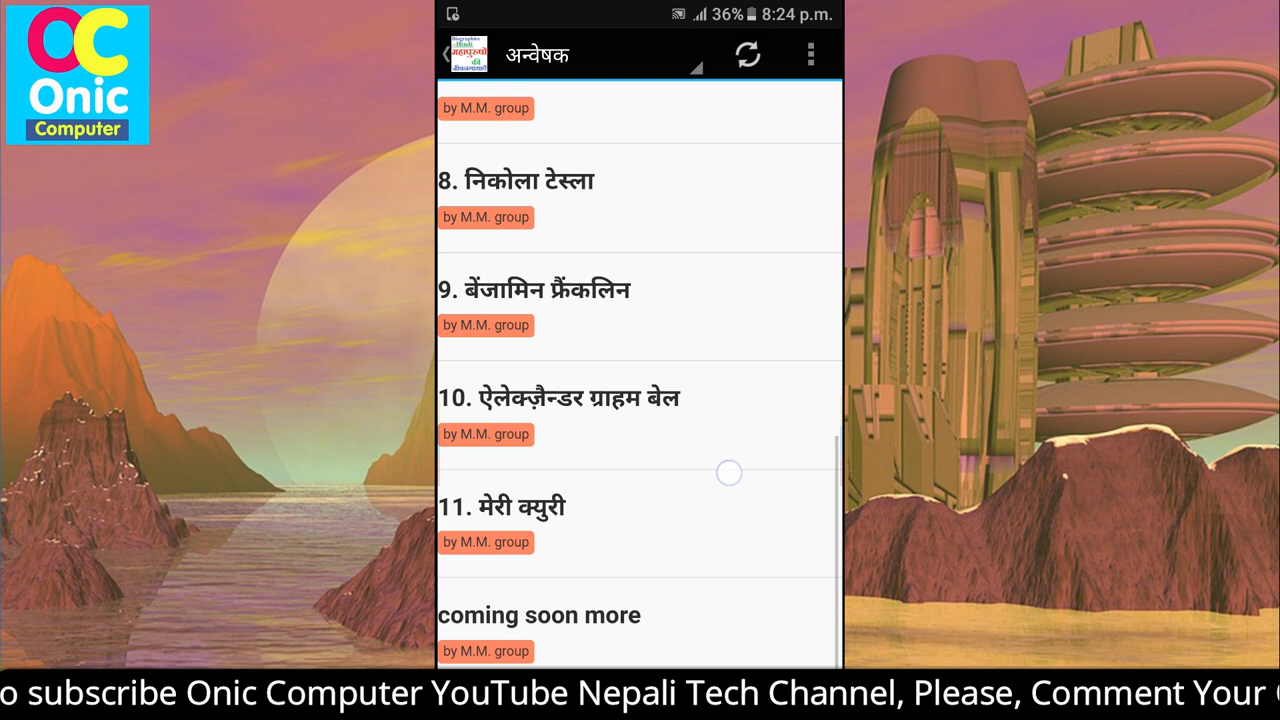 OC
Onic
Computer
36% 8:24 p.m.
Biographies
महापुरुषों
की
अन्वेषक
by M.M. group
8. निकोला टेस्ला
by M.M. group
9. बेंजामिन फ्रैंकलिन
by M.M. group
10. ऐलेक्ज़ैन्डर ग्राहम बेल
by M.M. group
11. मेरी क्युरी
by M.M. group
coming soon more
by M.M. group
o subscribe Onic Computer YouTube Nepali Tech Channel, Please, Comment Your